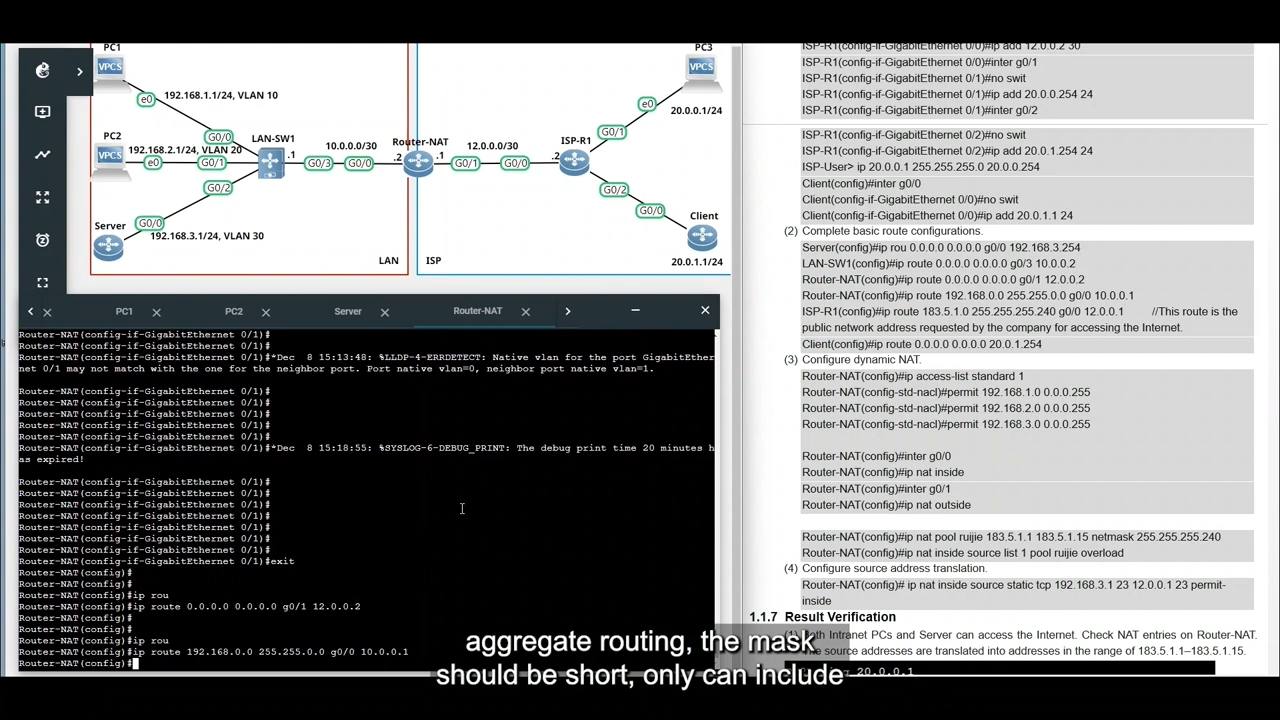 PC1
VPCS
e0
192.168.1.1/24, VLAN 10
PC2
VPCS
192.168.2.1/24, VLAN 20
e0
G0/0
G0/1
G0/2
LAN-SW1
.1
10.0.0.0/30
G0/3
G0/0
Router-NAT
.2
.1
12.0.0.0/30
G0/1
G0/0
ISP-R1
.2
G0/1
e0
PC3
VPCS
20.0.0.1/24
G0/2
G0/0
Client
20.0.1.1/24
Server
G0/0
192.168.3.1/24, VLAN 30
LAN
ISP
PC1
PC2
Server
Router-NAT
Router-NAT(config-if-GigabitEthernet 0/1)#
Router-NAT(config-if-GigabitEthernet 0/1)#
Router-NAT(config-if-GigabitEthernet 0/1)#*Dec  8 15:13:48: %LLDP-4-ERRDETECT: Native vlan for the port GigabitEther
net 0/1 may not match with the one for the neighbor port. Port native vlan=0, neighbor port native vlan=1.
Router-NAT(config-if-GigabitEthernet 0/1)#
Router-NAT(config-if-GigabitEthernet 0/1)#
Router-NAT(config-if-GigabitEthernet 0/1)#
Router-NAT(config-if-GigabitEthernet 0/1)#
Router-NAT(config-if-GigabitEthernet 0/1)#
Router-NAT(config-if-GigabitEthernet 0/1)#*Dec  8 15:18:55: %SYSLOG-6-DEBUG_PRINT: The debug print time 20 minutes h
as expired!
Router-NAT(config-if-GigabitEthernet 0/1)#
Router-NAT(config-if-GigabitEthernet 0/1)#
Router-NAT(config-if-GigabitEthernet 0/1)#
Router-NAT(config-if-GigabitEthernet 0/1)#
Router-NAT(config-if-GigabitEthernet 0/1)#
Router-NAT(config-if-GigabitEthernet 0/1)#
Router-NAT(config-if-GigabitEthernet 0/1)#
Router-NAT(config-if-GigabitEthernet 0/1)#exit
Router-NAT(config)#
Router-NAT(config)#
Router-NAT(config)#ip rou
Router-NAT(config)#ip route 0.0.0.0 0.0.0.0 g0/1 12.0.0.2
Router-NAT(config)#
Router-NAT(config)#
Router-NAT(config)#ip rou
Router-NAT(config)#ip route 192.168.0.0 255.255.0.0 g0/0 10.0.0.1
Router-NAT(config)#
ISP-R1(config-if-GigabitEthernet 0/0)#ip add 12.0.0.2 30
ISP-R1(config-if-GigabitEthernet 0/0)#inter g0/1
ISP-R1(config-if-GigabitEthernet 0/1)#no swit
ISP-R1(config-if-GigabitEthernet 0/1)#ip add 20.0.0.254 24
ISP-R1(config-if-GigabitEthernet 0/1)#inter g0/2
ISP-R1(config-if-GigabitEthernet 0/2)#no swit
ISP-R1(config-if-GigabitEthernet 0/2)#ip add 20.0.1.254 24
ISP-User> ip 20.0.0.1 255.255.255.0 20.0.0.254
Client(config)#inter g0/0
Client(config-if-GigabitEthernet 0/0)#no swit
Client(config-if-GigabitEthernet 0/0)#ip add 20.0.1.1 24
(2) Complete basic route configurations.
Server(config)#ip rou 0.0.0.0 0.0.0.0 g0/0 192.168.3.254
LAN-SW1(config)#ip route 0.0.0.0 0.0.0.0 g0/3 10.0.0.2
Router-NAT(config)#ip route 0.0.0.0 0.0.0.0 g0/1 12.0.0.2
Router-NAT(config)#ip route 192.168.0.0 255.255.0.0 g0/0 10.0.0.1
ISP-R1(config)#ip route 183.5.1.0 255.255.255.240 g0/0 12.0.0.1 //This route is the
public network address requested by the company for accessing the Internet.
Client(config)#ip route 0.0.0.0 0.0.0.0 20.0.1.254
(3) Configure dynamic NAT.
Router-NAT(config)#ip access-list standard 1
Router-NAT(config-std-nacl)#permit 192.168.1.0 0.0.0.255
Router-NAT(config-std-nacl)#permit 192.168.2.0 0.0.0.255
Router-NAT(config-std-nacl)#permit 192.168.3.0 0.0.0.255
Router-NAT(config)#inter g0/0
Router-NAT(config)#ip nat inside
Router-NAT(config)#inter g0/1
Router-NAT(config)#ip nat outside
Router-NAT(config)#ip nat pool ruijie 183.5.1.1 183.5.1.15 netmask 255.255.255.240
Router-NAT(config)#ip nat inside source list 1 pool ruijie overload
(4) Configure source address translation.
Router-NAT(config)# ip nat inside source static tcp 192.168.3.1 23 12.0.0.1 23 permit-
inside
1.1.7 Result Verification
Both Intranet PCs and Server can access the Internet. Check NAT entries on Router-NAT.
The source addresses are translated into addresses in the range of 183.5.1.1–183.5.1.15.
20.0.0.1
aggregate routing, the mask
should be short, only can include